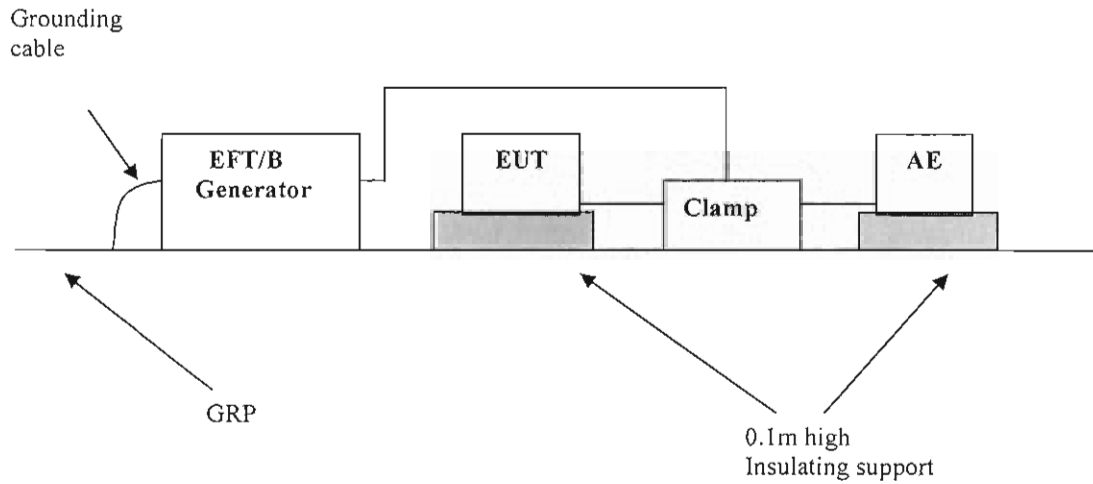 Grounding
cable
EFT/B
Generator
EUT
AE
Clamp
GRP
0.1m high
Insulating support